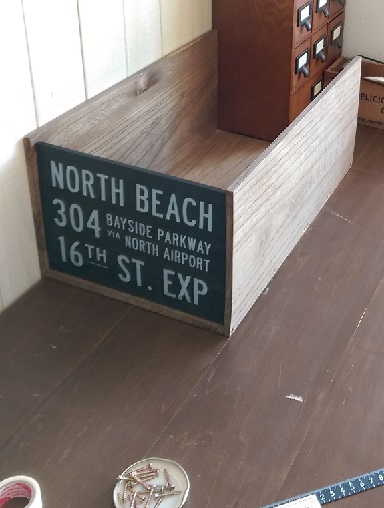 NORTH BEACH
304 BAYSIDE PARKWAY
VIA NORTH AIRPORT
16TH ST. EXP